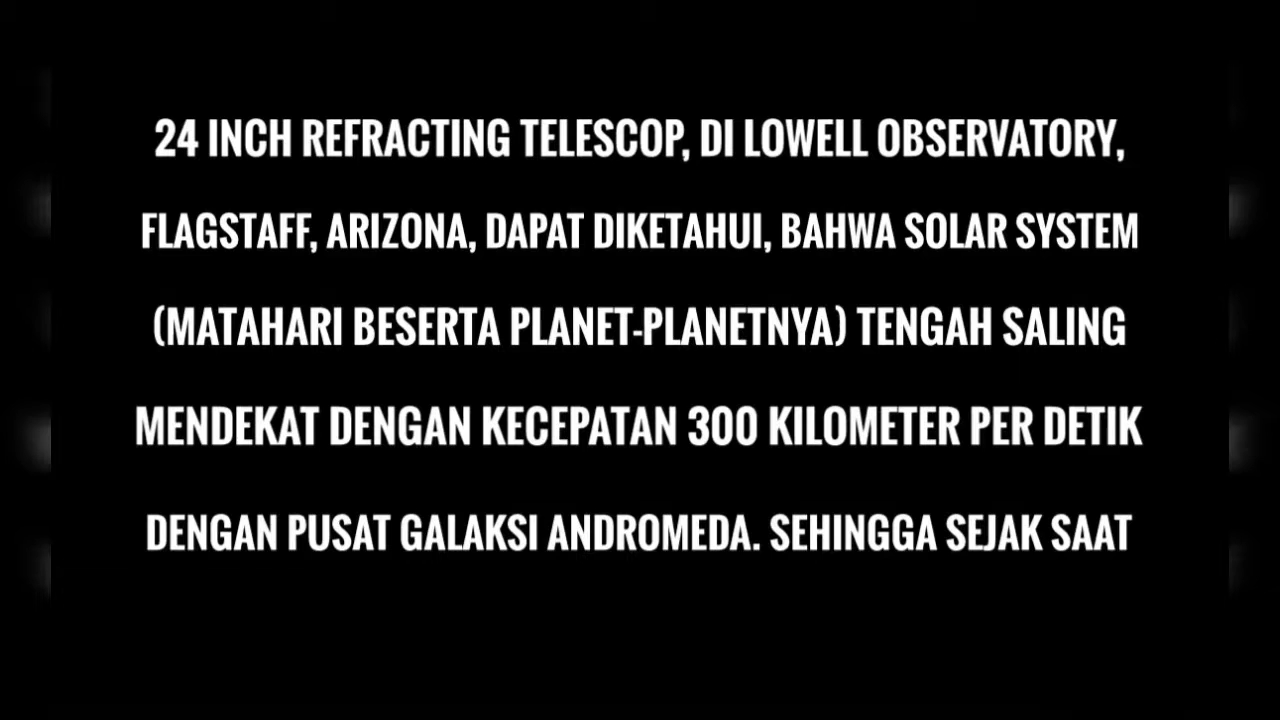 24 INCH REFRACTING TELESCOP, DI LOWELL OBSERVATORY,
FLAGSTAFF, ARIZONA, DAPAT DIKETAHUI, BAHWA SOLAR SYSTEM
(MATAHARI BESERTA PLANET-PLANETNYA) TENGAH SALING
MENDEKAT DENGAN KECEPATAN 300 KILOMETER PER DETIK
DENGAN PUSAT GALAKSI ANDROMEDA. SEHINGGA SEJAK SAAT